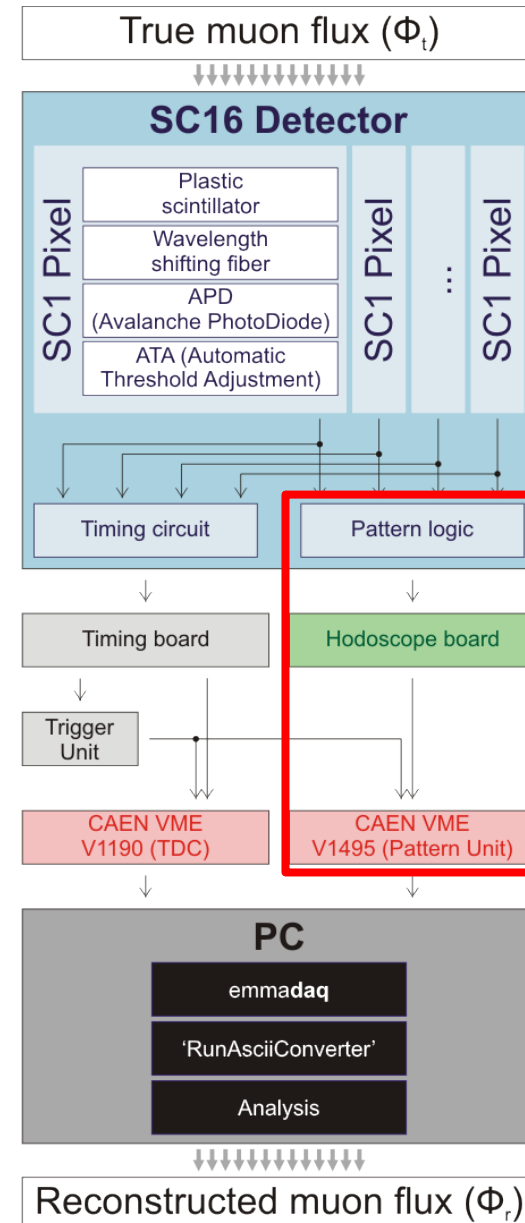 True muon flux (Φt)
SC16 Detector
SC1 Pixel
Plastic
scintillator
Wavelength
shifting fiber
APD
(Avalanche PhotoDiode)
ATA (Automatic
Threshold Adjustment)
SC1 Pixel
...
SC1 Pixel
Timing circuit
Pattern logic
Timing board
Hodoscope board
Trigger
Unit
CAEN VME
V1190 (TDC)
CAEN VME
V1495 (Pattern Unit)
PC
emmadaq
'RunAsciiConverter'
Analysis
Reconstructed muon flux (Φr)